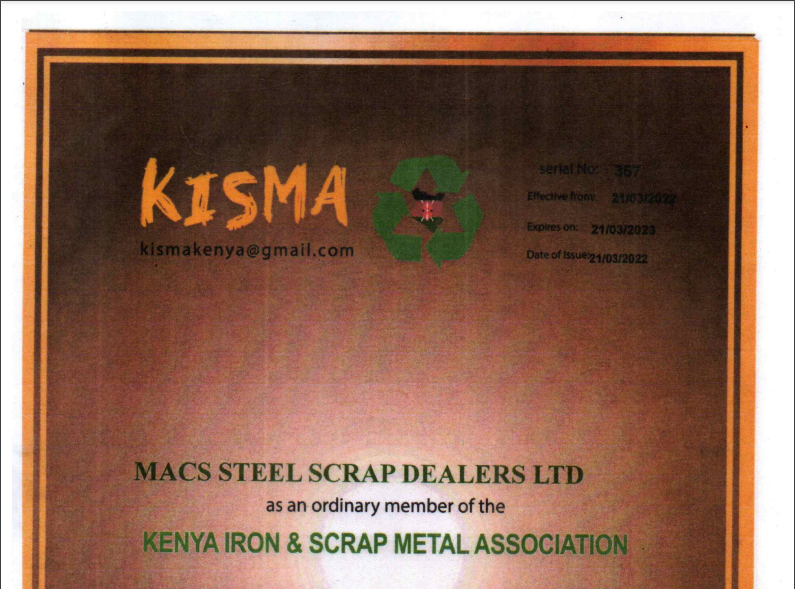 KISMA
kismakenya@gmail.com
serial No: 367
Effective from: 21/03/2022
Expires on: 21/03/2023
Date of Issue: 21/03/2022
MACS STEEL SCRAP DEALERS LTD
as an ordinary member of the
KENYA IRON & SCRAP METAL ASSOCIATION